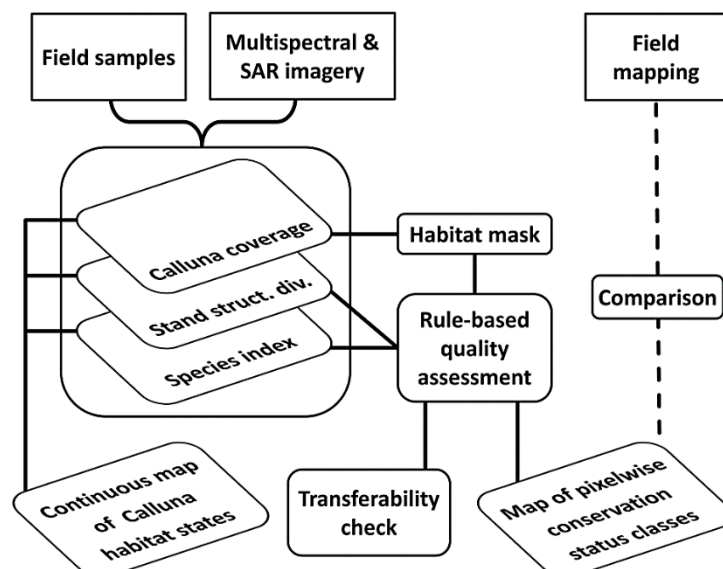 Field samples
Multispectral &
SAR imagery
Field
mapping
Calluna coverage
Habitat mask
Stand struct. div.
Species index
Rule-based
quality
assessment
Comparison
Continuous map
of Calluna
habitat states
Transferability
check
Map of pixelwise
conservation
status classes